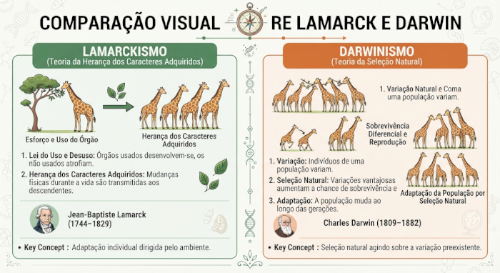 COMPARAÇÃO VISUAL RE LAMARCK E DARWIN
LAMARCKISMO
(Teoria da Herança dos Caracteres Adquiridos)
Esforço e Uso do Órgão
Herança dos Caracteres
Adquiridos
1. Lei do Uso e Desuso: Órgãos usados desenvolvem-se, os
não usados atrofiam.
2. Herança dos Caracteres Adquiridos: Mudanças
físicas durante a vida são transmitidas aos
descendentes.
Jean-Baptiste Lamarck
(1744–1829)
• Key Concept : Adaptação individual dirigida pelo ambiente.
DARWINISMO
(Teoria da Seleção Natural)
1. Variação Natural e Coma
uma população variam.
Sobrevivência
Diferencial e
Reprodução
1. Variação: Indivíduos de uma
população variam.
2. Seleção Natural: Variações vantajosas
aumentam a chance de sobrevivência e
3. Adaptação: A população muda ao
longo das gerações.
Adaptação da População por
Seleção Natural
Charles Darwin (1809–1882)
• Key Concept : Seleção natural agindo sobre a variação preexistente.